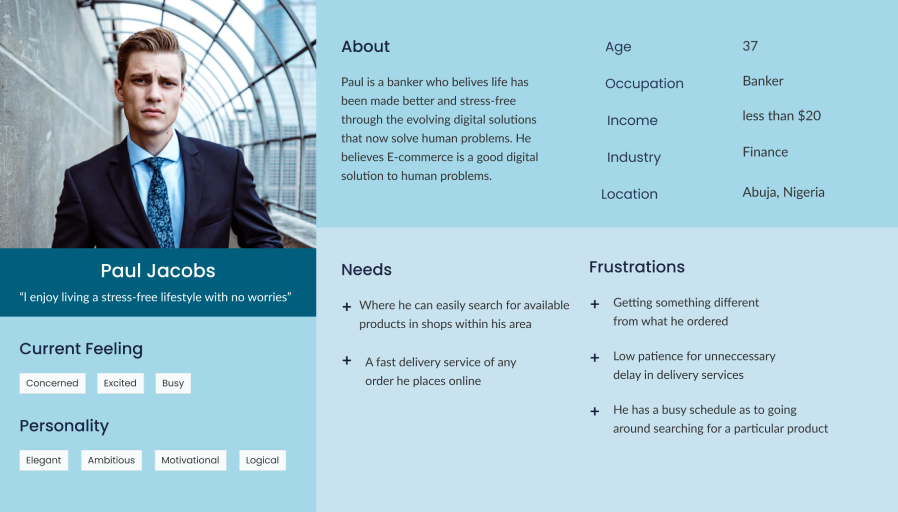 Paul Jacobs
“I enjoy living a stress-free lifestyle with no worries”
Current Feeling
Concerned Excited Busy
Personality
Elegant Ambitious Motivational Logical
About
Paul is a banker who belives life has
been made better and stress-free
through the evolving digital solutions
that now solve human problems. He
believes E-commerce is a good digital
solution to human problems.
Age 37
Occupation Banker
Income less than $20
Industry Finance
Location Abuja, Nigeria
Needs
+ Where he can easily search for available
products in shops within his area
+ A fast delivery service of any
order he places online
Frustrations
+ Getting something different
from what he ordered
+ Low patience for unneccessary
delay in delivery services
+ He has a busy schedule as to going
around searching for a particular product